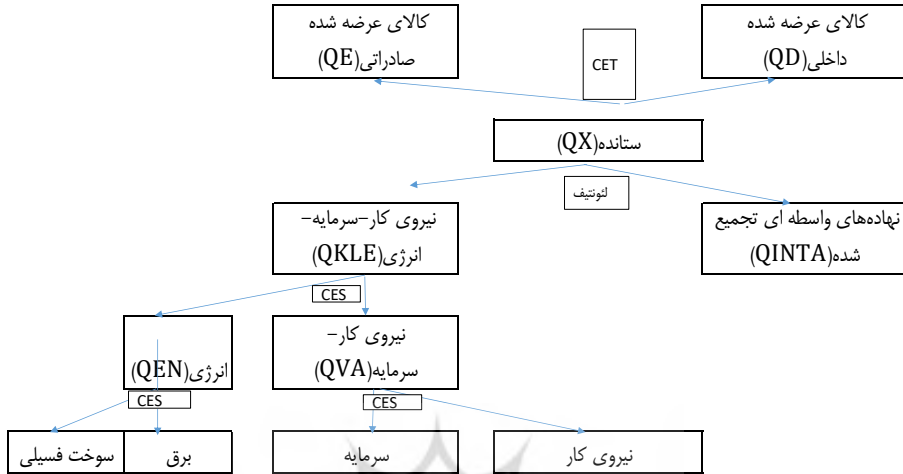 کالای عرضه شده
داخلی(QD)
CET
کالای عرضه شده
صادراتی(QE)
ستانده(QX)
لئونتیف
نهاده‌های واسطه ای تجمیع
شده(QINTA)
نیروی کار-سرمایه-
انرژی(QKLE)
CES
نیروی کار-
سرمایه(QVA)
انرژی(QEN)
CES
CES
نیروی کار
سرمایه
برق
سوخت فسیلی